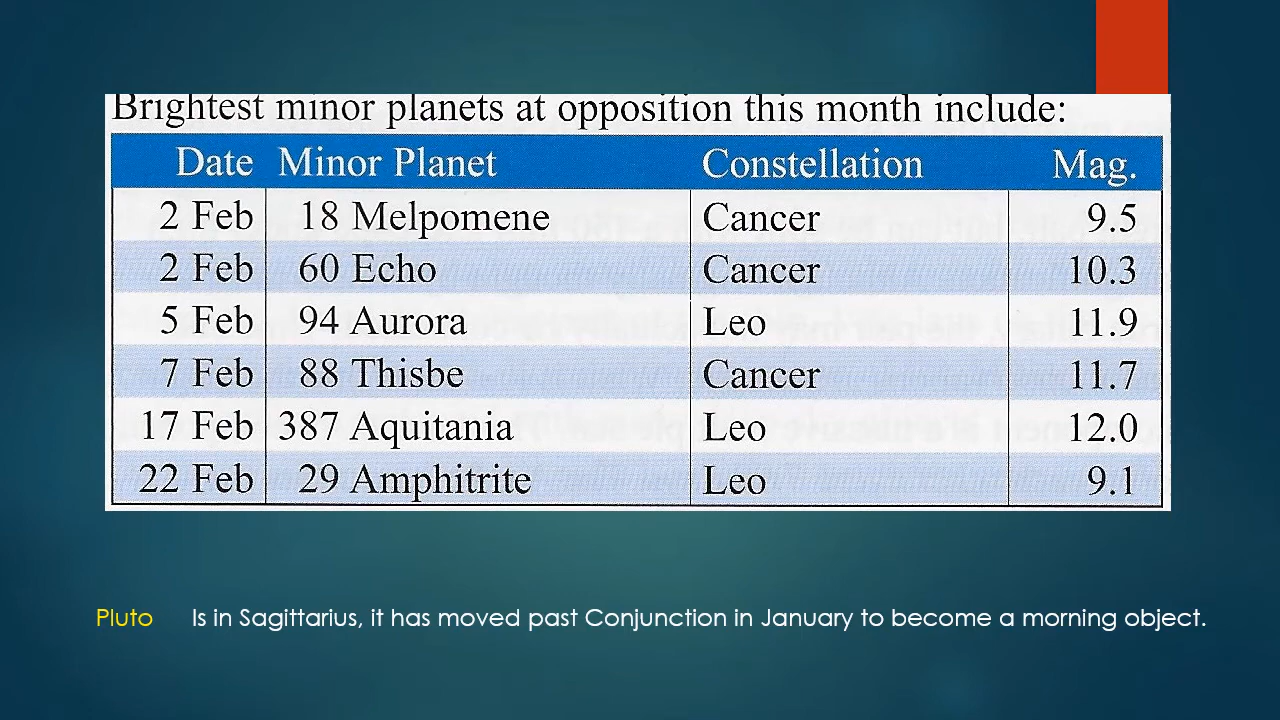 Brightest minor planets at opposition this month include:
Date Minor Planet Constellation Mag.
2 Feb 18 Melpomene Cancer 9.5
2 Feb 60 Echo Cancer 10.3
5 Feb 94 Aurora Leo 11.9
7 Feb 88 Thisbe Cancer 11.7
17 Feb 387 Aquitania Leo 12.0
22 Feb 29 Amphitrite Leo 9.1
Pluto Is in Sagittarius, it has moved past Conjunction in January to become a morning object.